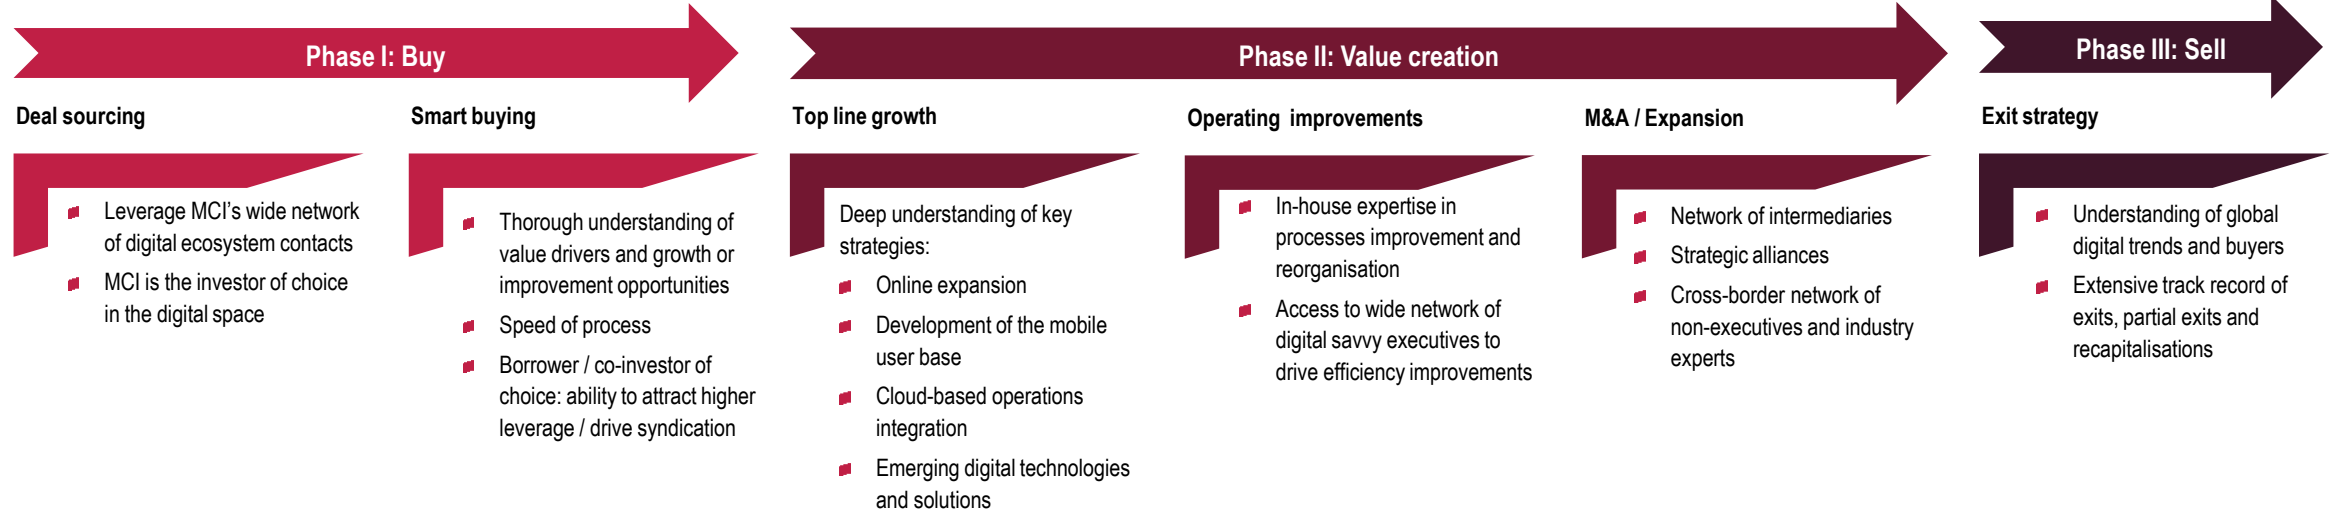 Phase I: Buy
Phase II: Value creation
Phase III: Sell
Deal sourcing
Leverage MCI’s wide network
of digital ecosystem contacts
MCI is the investor of choice
in the digital space
Smart buying
Thorough understanding of
value drivers and growth or
improvement opportunities
Speed of process
Borrower / co-investor of
choice: ability to attract higher
leverage / drive syndication
Top line growth
Deep understanding of key
strategies:
Online expansion
Development of the mobile
user base
Cloud-based operations
integration
Emerging digital technologies
and solutions
Operating improvements
In-house expertise in
processes improvement and
reorganisation
Access to wide network of
digital savvy executives to
drive efficiency improvements
M&A / Expansion
Network of intermediaries
Strategic alliances
Cross-border network of
non-executives and industry
experts
Exit strategy
Understanding of global
digital trends and buyers
Extensive track record of
exits, partial exits and
recapitalisations